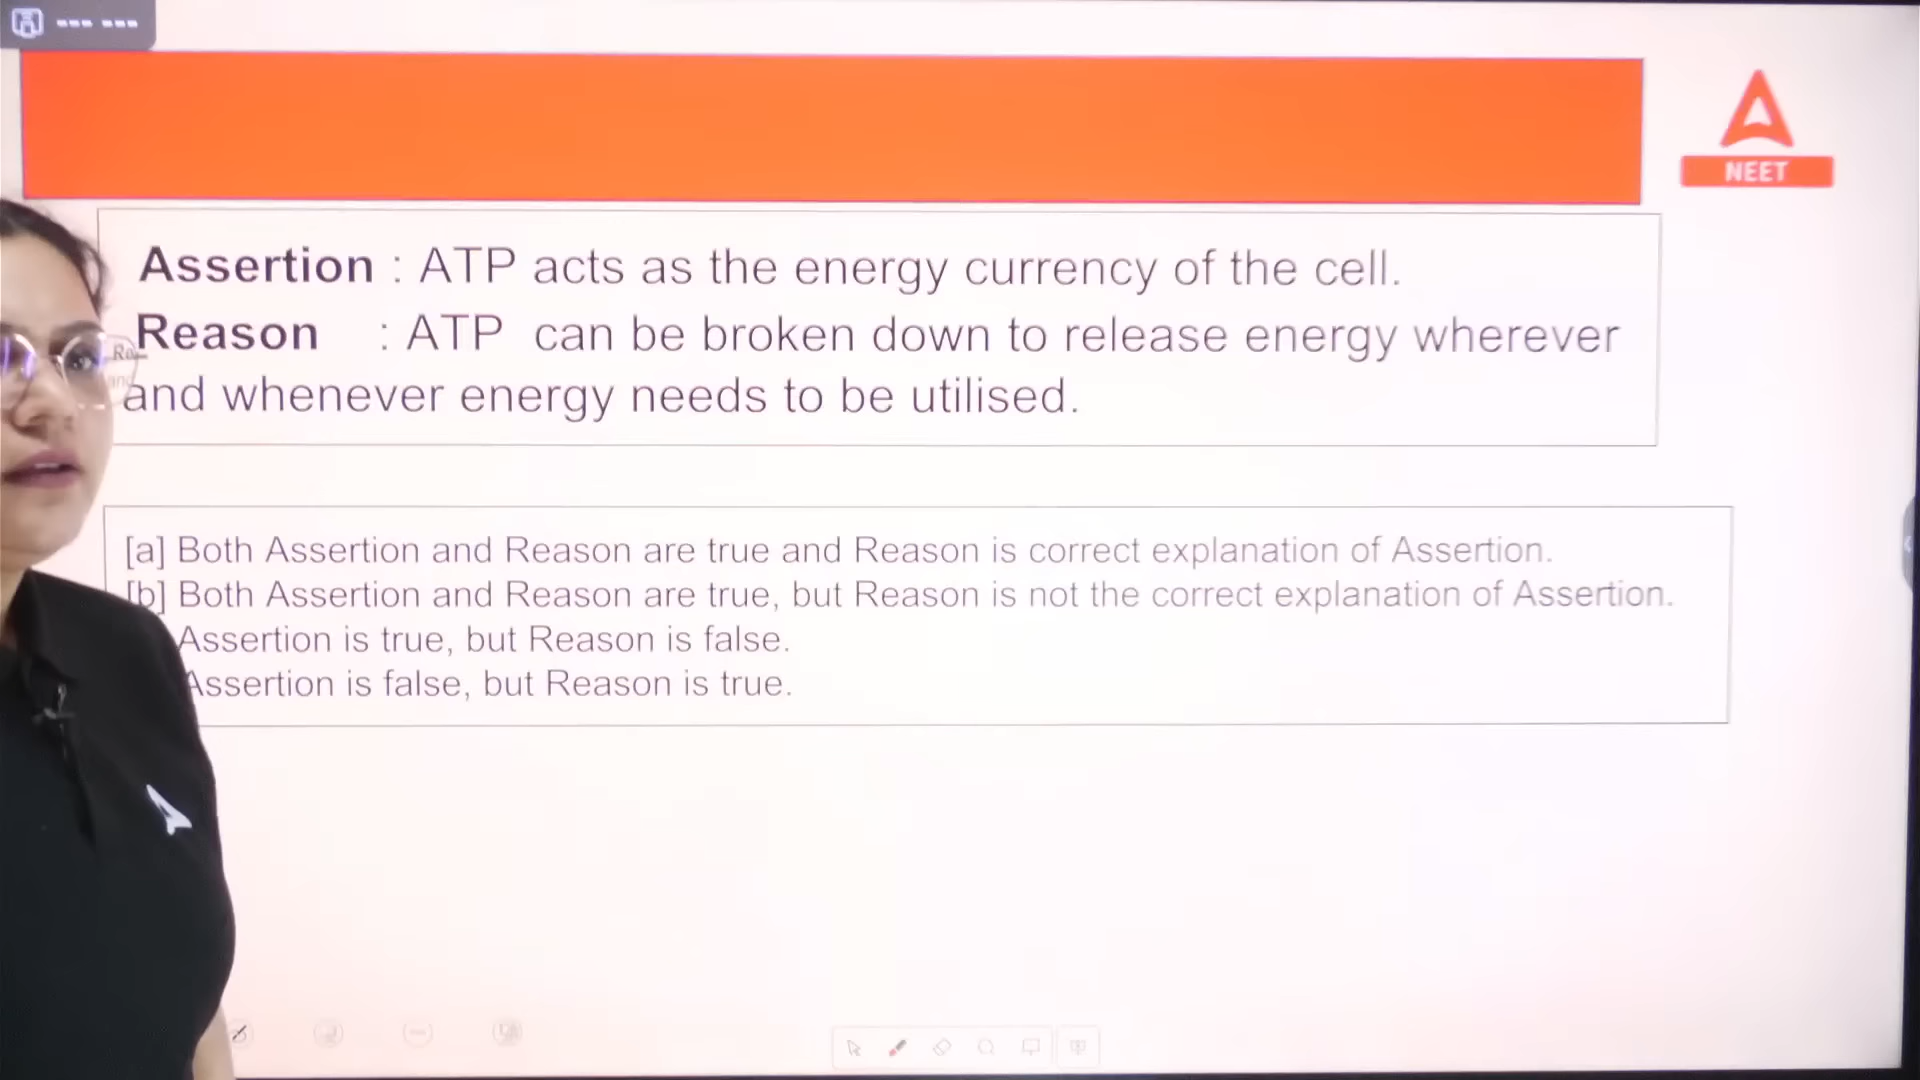 NEET
Assertion : ATP acts as the energy currency of the cell.
Reason : ATP can be broken down to release energy wherever
and whenever energy needs to be utilised.
[a] Both Assertion and Reason are true and Reason is correct explanation of Assertion.
[b] Both Assertion and Reason are true, but Reason is not the correct explanation of Assertion.
Assertion is true, but Reason is false.
Assertion is false, but Reason is true.